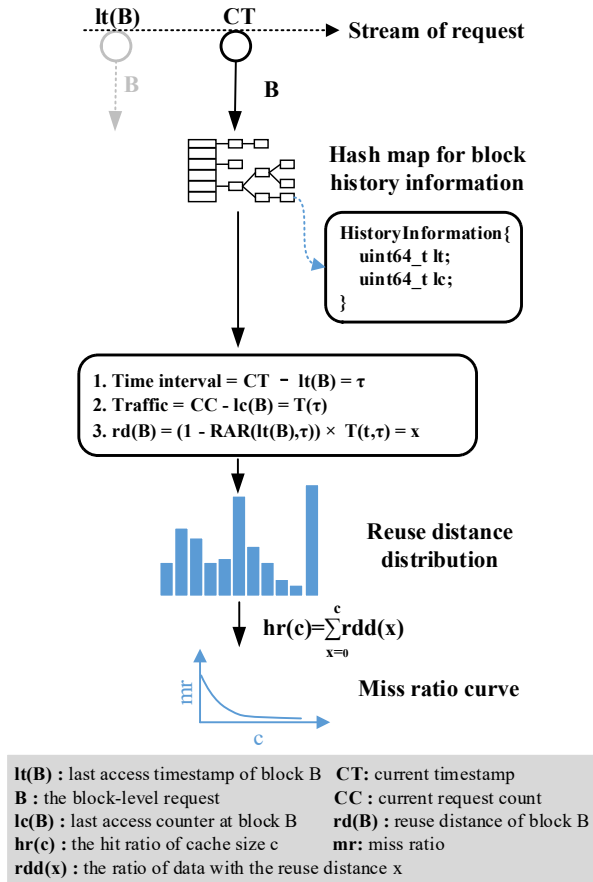 lt(B) CT
Stream of request
B B
Hash map for block
history information
HistoryInformation{
uint64_t lt;
uint64_t lc;
}
1. Time interval = CT - lt(B) = τ
2. Traffic = CC - lc(B) = T(τ)
3. rd(B) = (1 - RAR(lt(B),τ)) × T(t,τ) = x
Reuse distance
distribution
hr(c)=∑rdd(x)
c
x=0
Miss ratio curve
mr
c
lt(B) : last access timestamp of block B CT: current timestamp
B : the block-level request CC : current request count
lc(B) : last access counter at block B rd(B) : reuse distance of block B
hr(c) : the hit ratio of cache size c mr: miss ratio
rdd(x) : the ratio of data with the reuse distance x